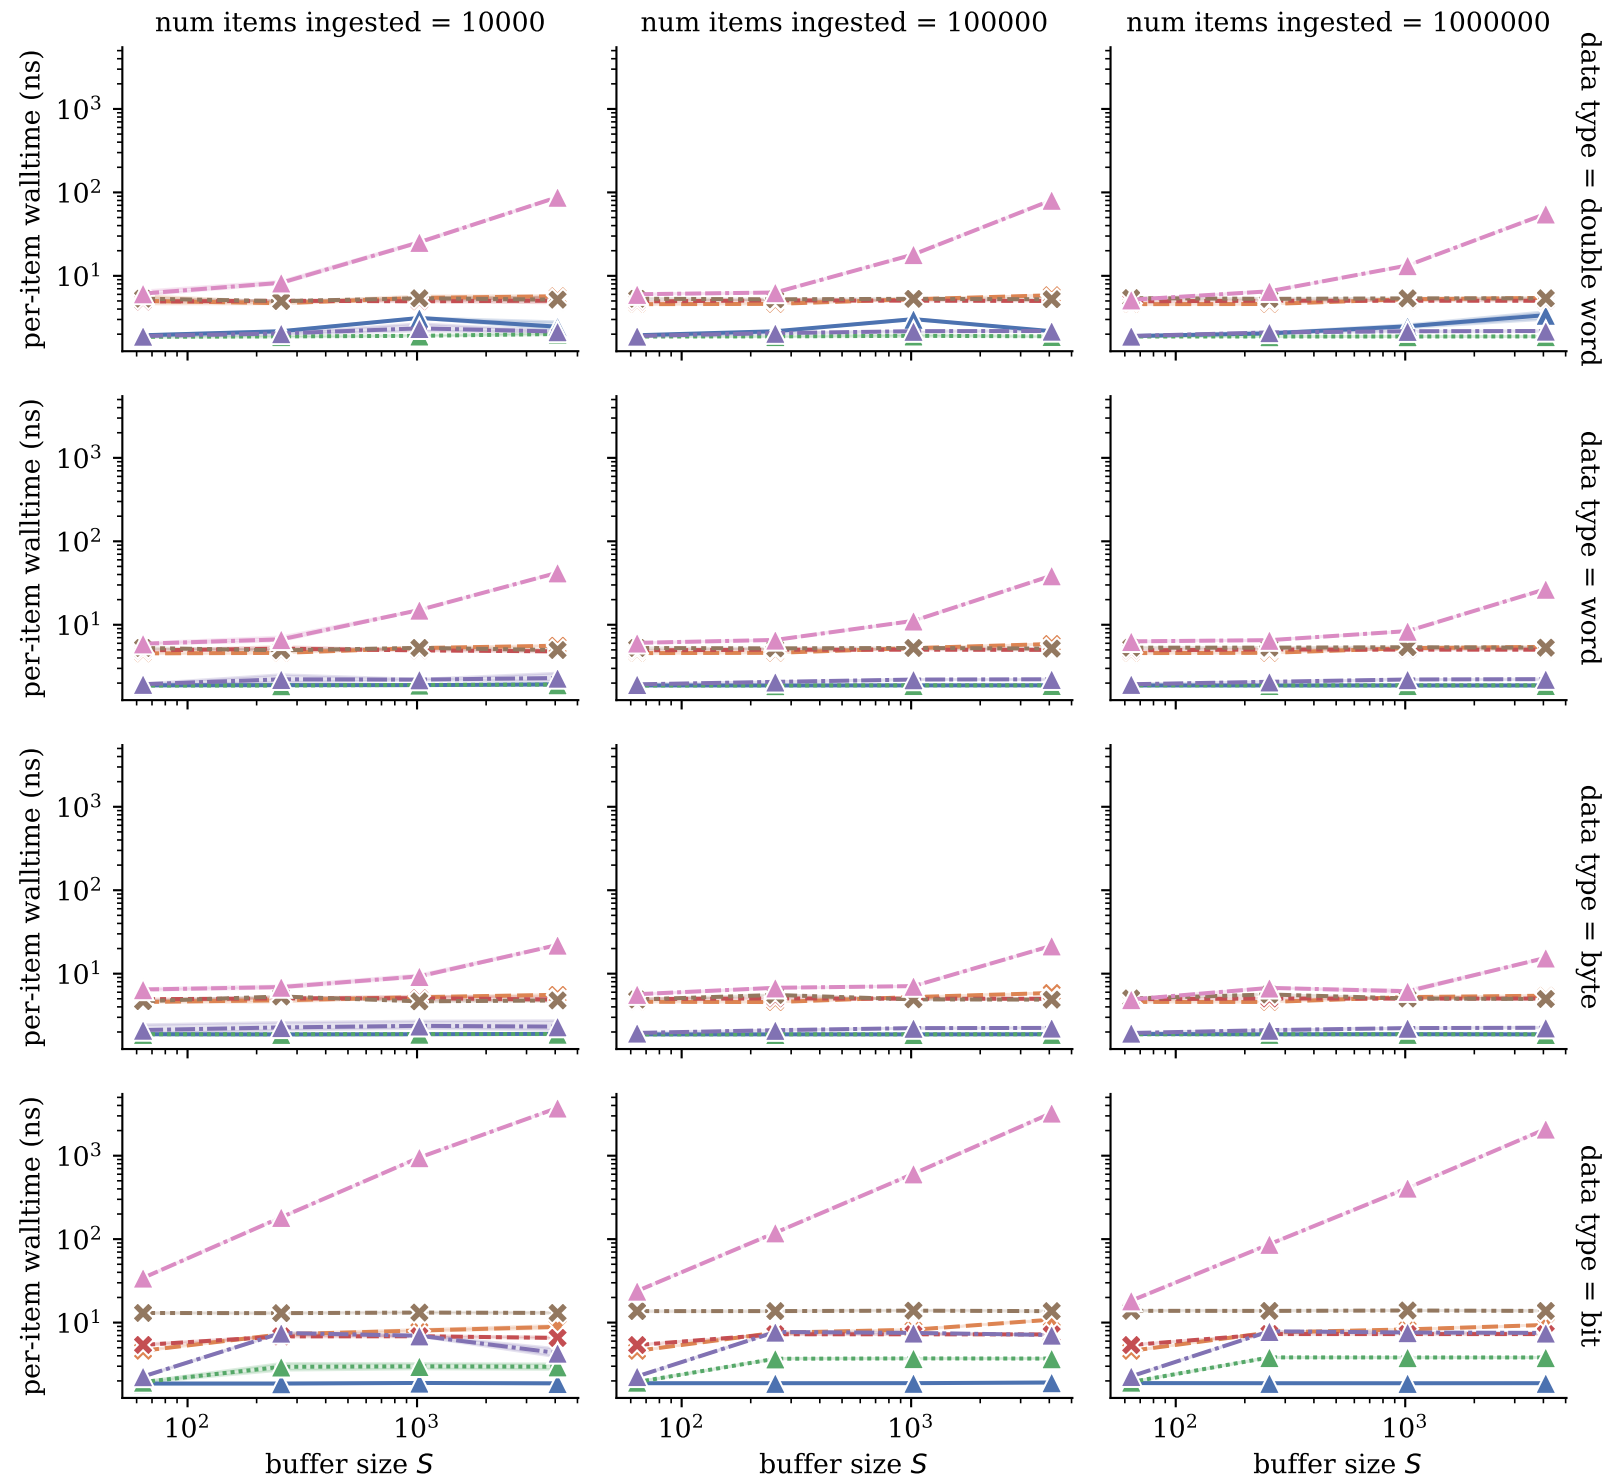 num items ingested = 10000
num items ingested = 100000
num items ingested = 1000000
per-item walltime (ns)
10³
10²
10¹
data type = double word
per-item walltime (ns)
10³
10²
10¹
data type = word
per-item walltime (ns)
10³
10²
10¹
data type = byte
per-item walltime (ns)
10³
10²
10¹
data type = bit
10² 10³
10² 10³
10² 10³
buffer size S
buffer size S
buffer size S